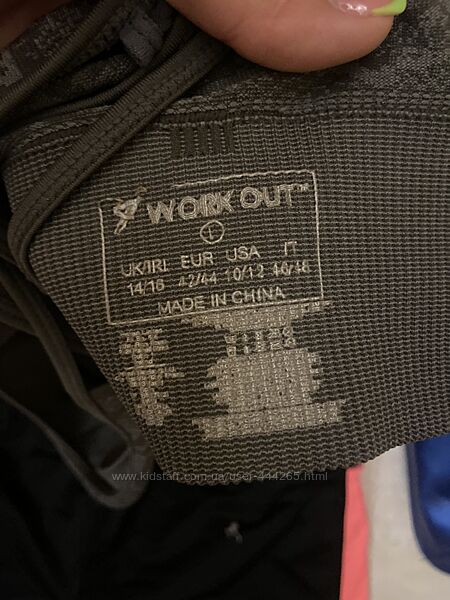 WORK OUT™
L
UK/IRL EUR USA IT
14/16 42/44 10/12 46/48
MADE IN CHINA
www.kidstaff.com.ua/user-444265.html